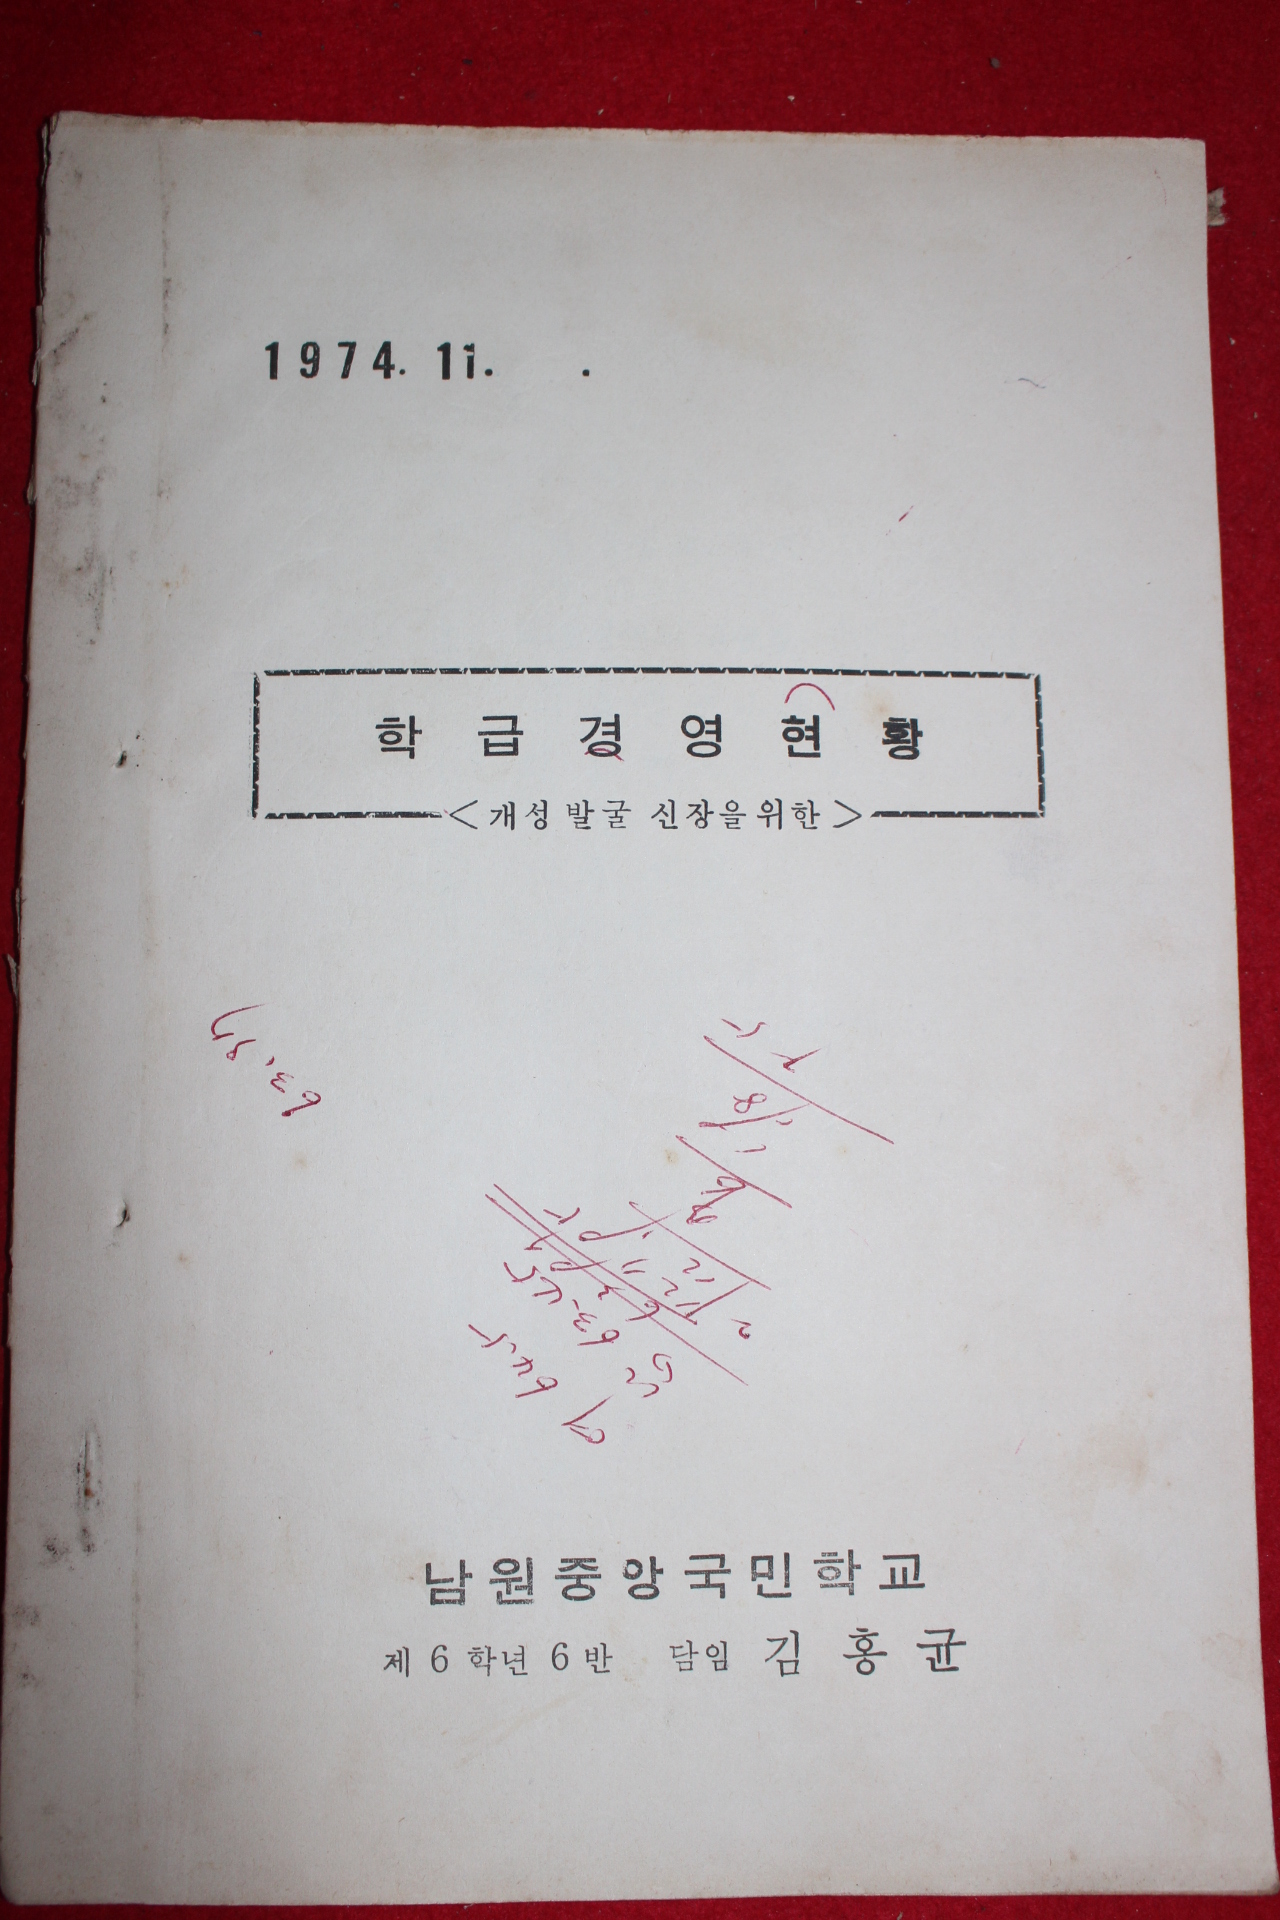 1974. 11. .
학급경영현황
<개성 발굴 신장을위한>
남원중앙국민학교
제6학년6반 담임 김홍균